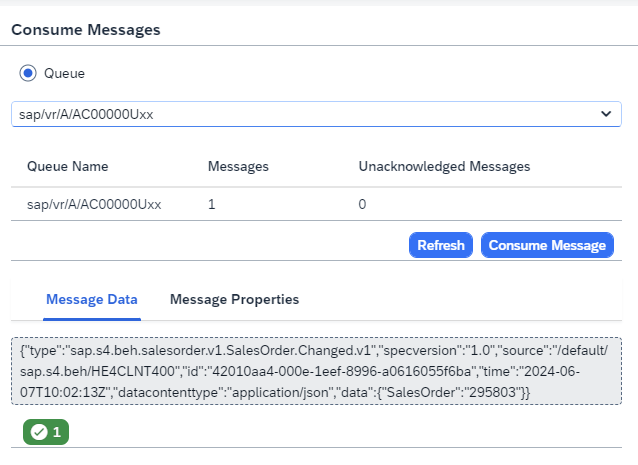 Consume Messages
Queue
sap/vr/A/AC00000Uxx
Queue Name Messages Unacknowledged Messages
sap/vr/A/AC00000Uxx 1 0
Refresh Consume Message
Message Data Message Properties
{"type":"sap.s4.beh.salesorder.v1.SalesOrder.Changed.v1","specversion":"1.0","source":"/default/
sap.s4.beh/HE4CLNT400","id":"42010aa4-000e-1eef-8996-a0616055f6ba","time":"2024-06-
07T10:02:13Z","datacontenttype":"application/json","data":{"SalesOrder":"295803"}}
1